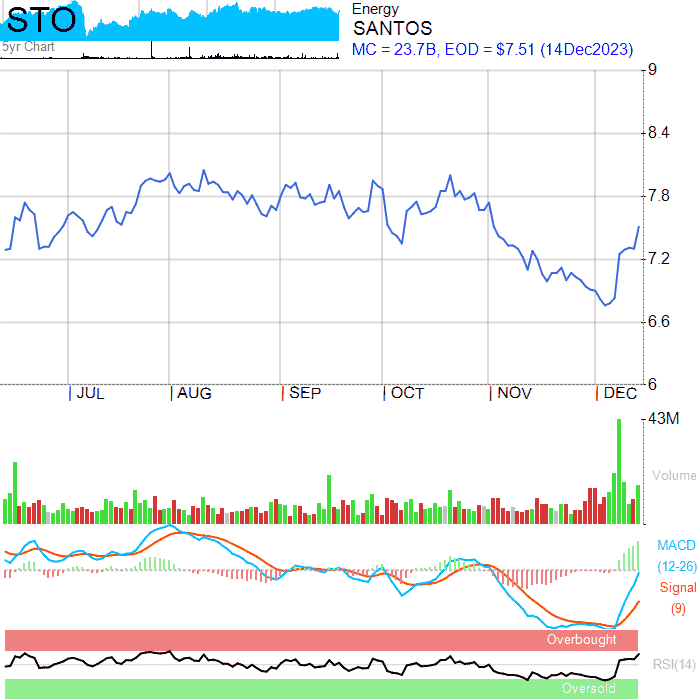 STO
5yr Chart
Energy
SANTOS
MC = 23.7B, EOD = $7.51 (14Dec2023)
9
8.4
7.8
7.2
6.6
6
JUL AUG SEP OCT NOV DEC
43M
Volume
MACD
(12-26)
Signal
(9)
Overbought
RSI(14)
Oversold